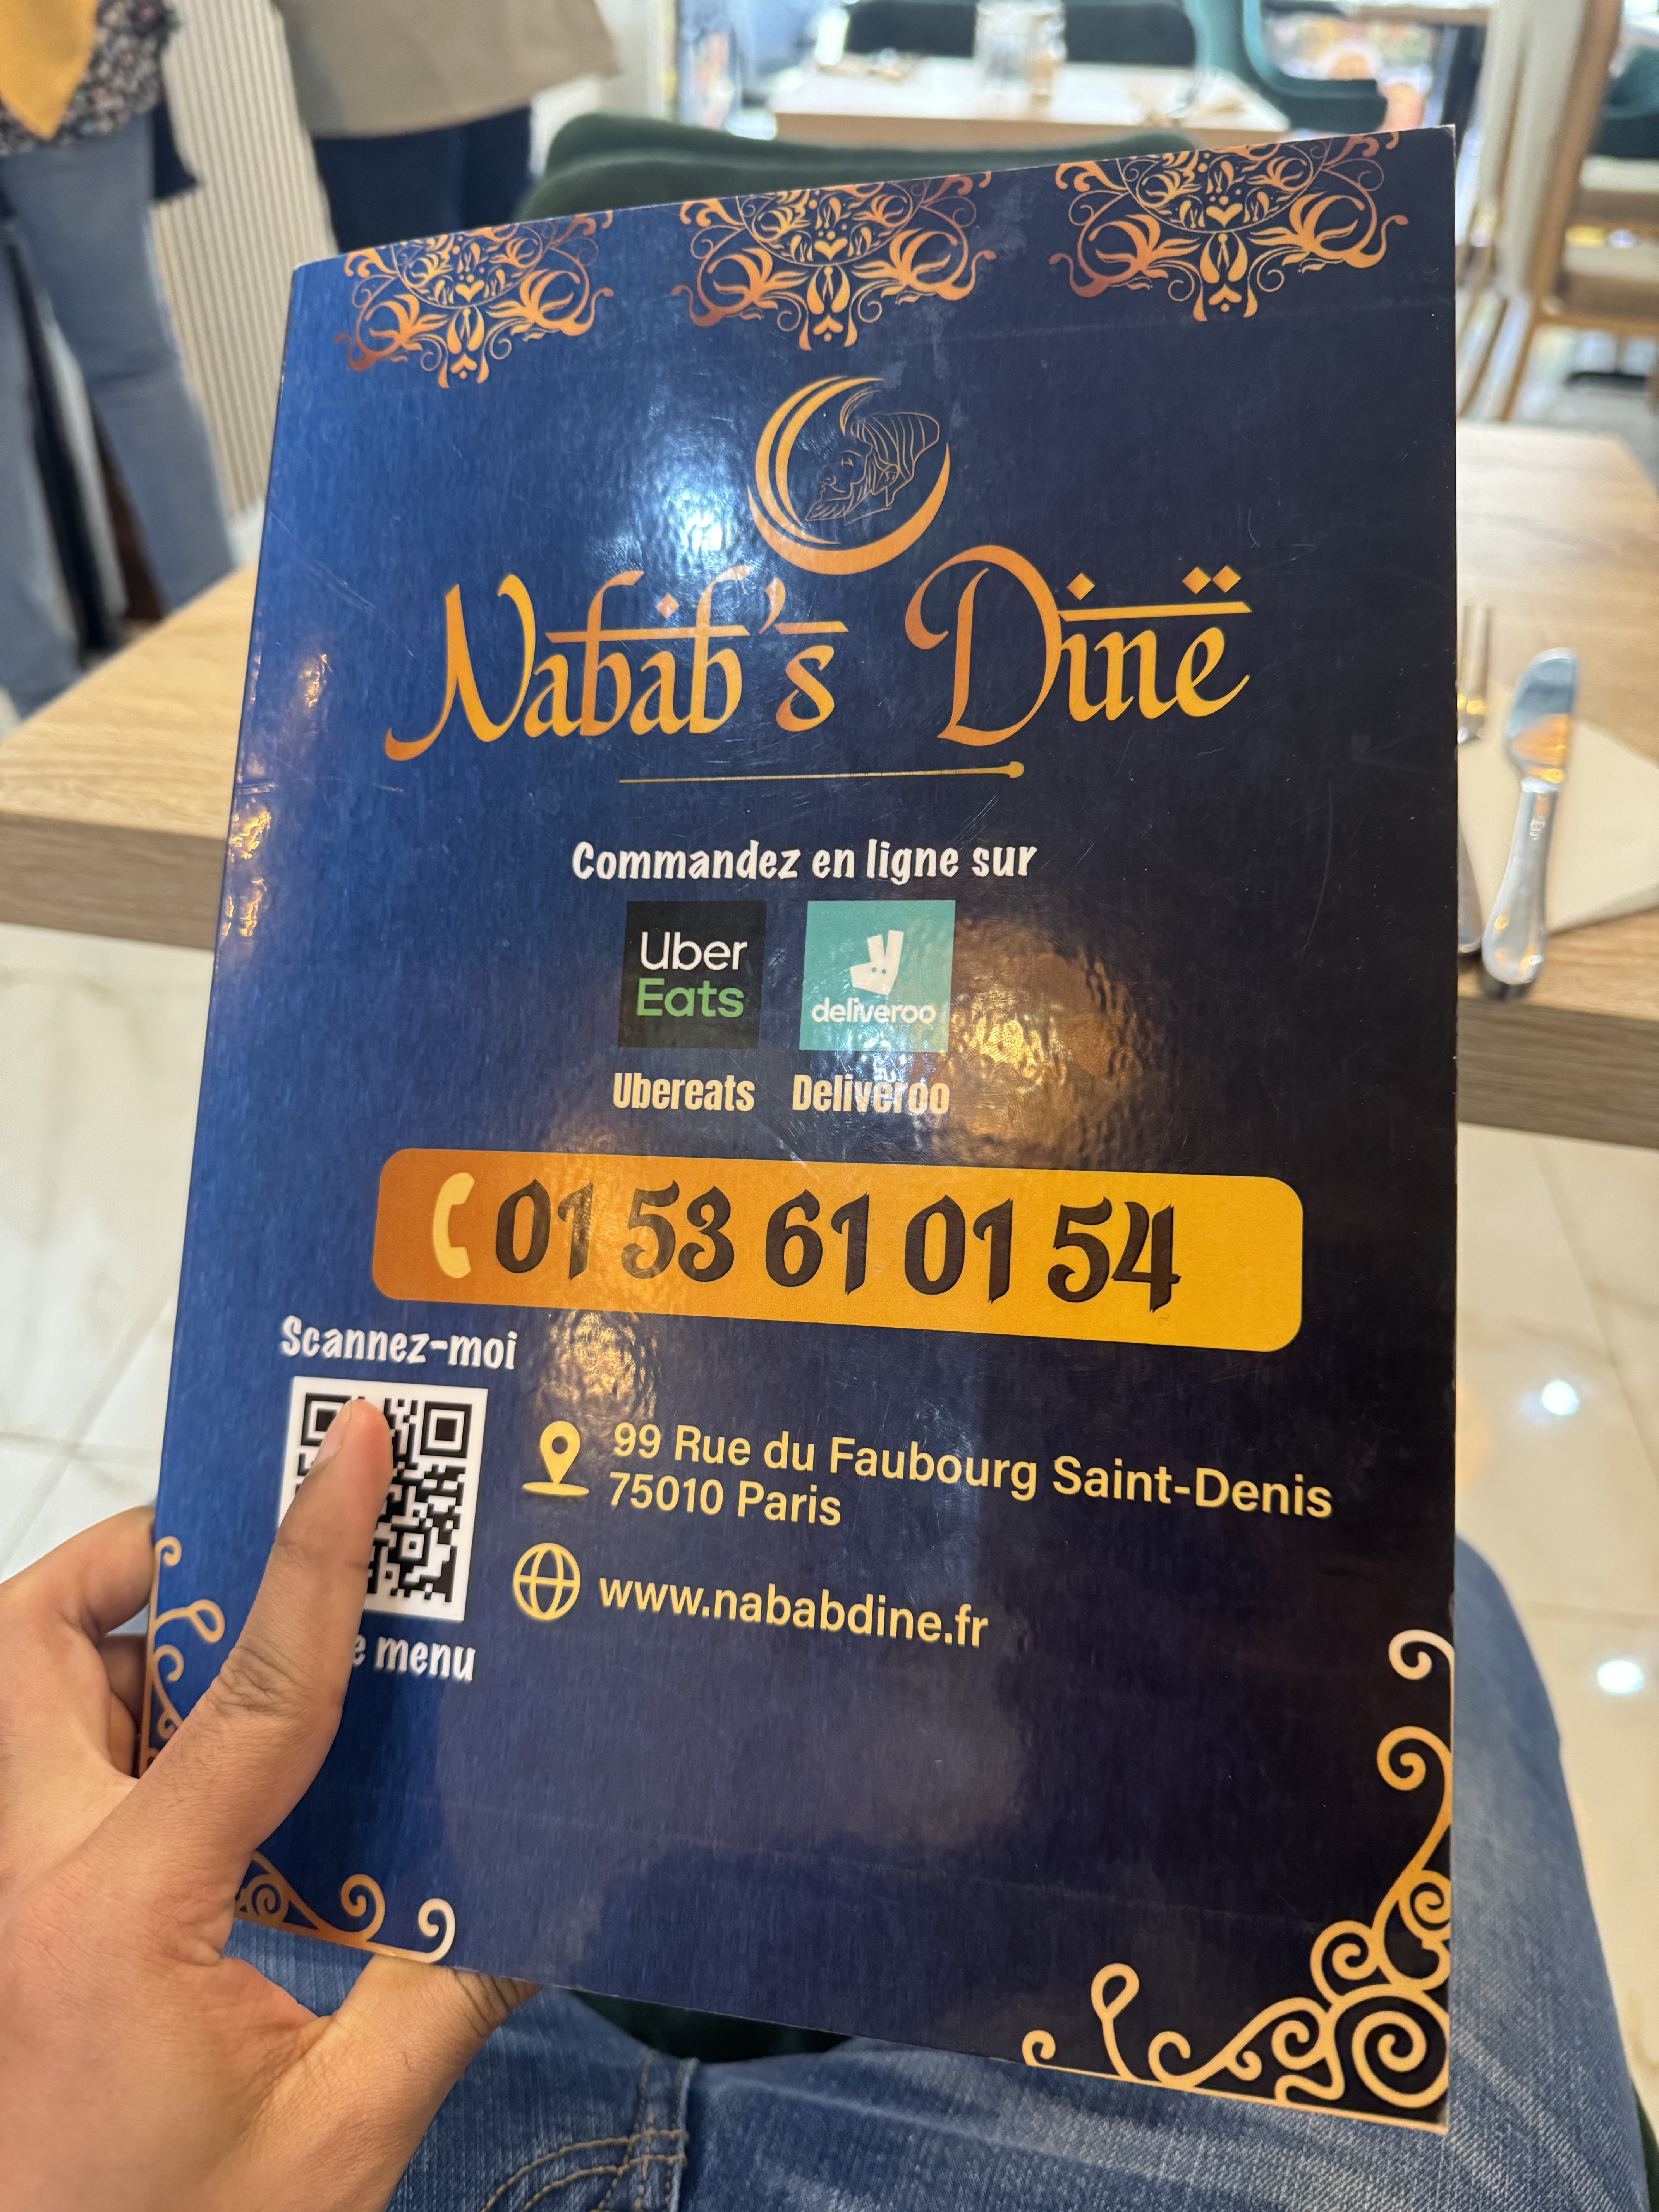 Nabab's Dinë
Commandez en ligne sur
Uber
Eats
deliveroo
Ubereats
Deliveroo
01 53 61 01 54
Scannez-moi
menu
99 Rue du Faubourg Saint-Denis
75010 Paris
www.nababdine.fr